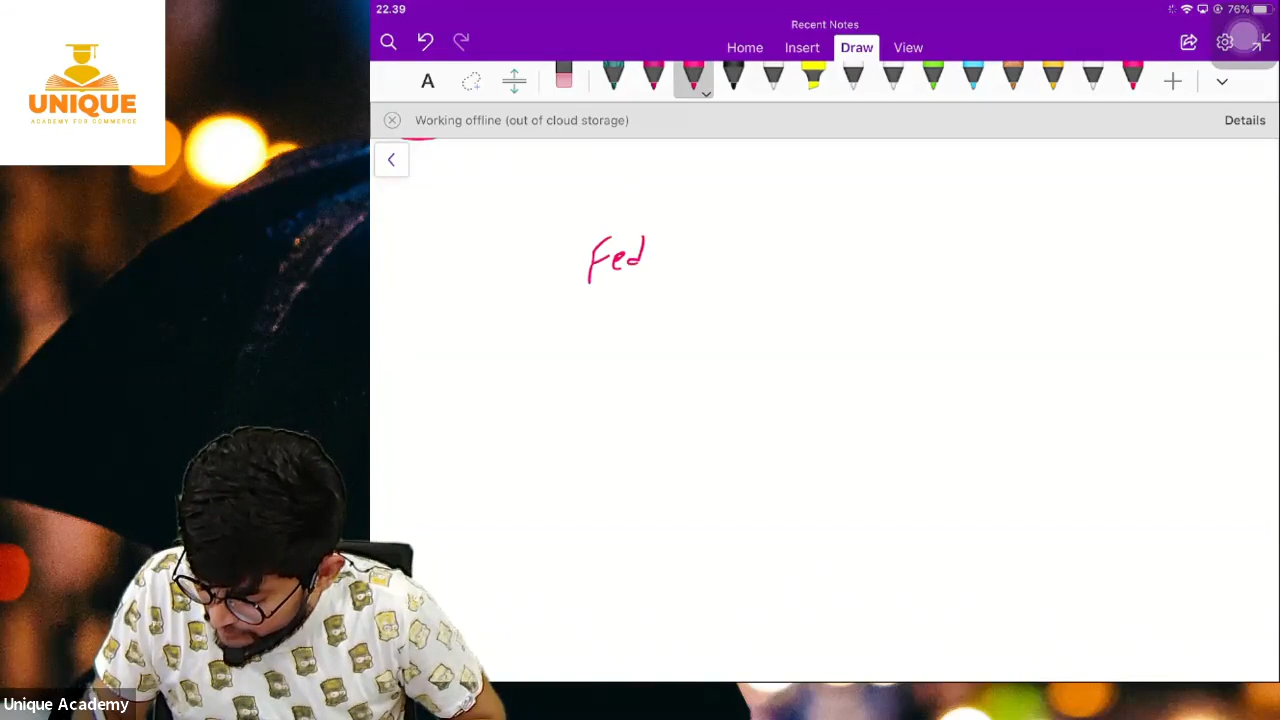 22.39
Recent Notes
76%
Home Insert Draw View
A
Working offline (out of cloud storage)
Details
UNIQUE
ACADEMY FOR COMMERCE
Fed
Unique Academy